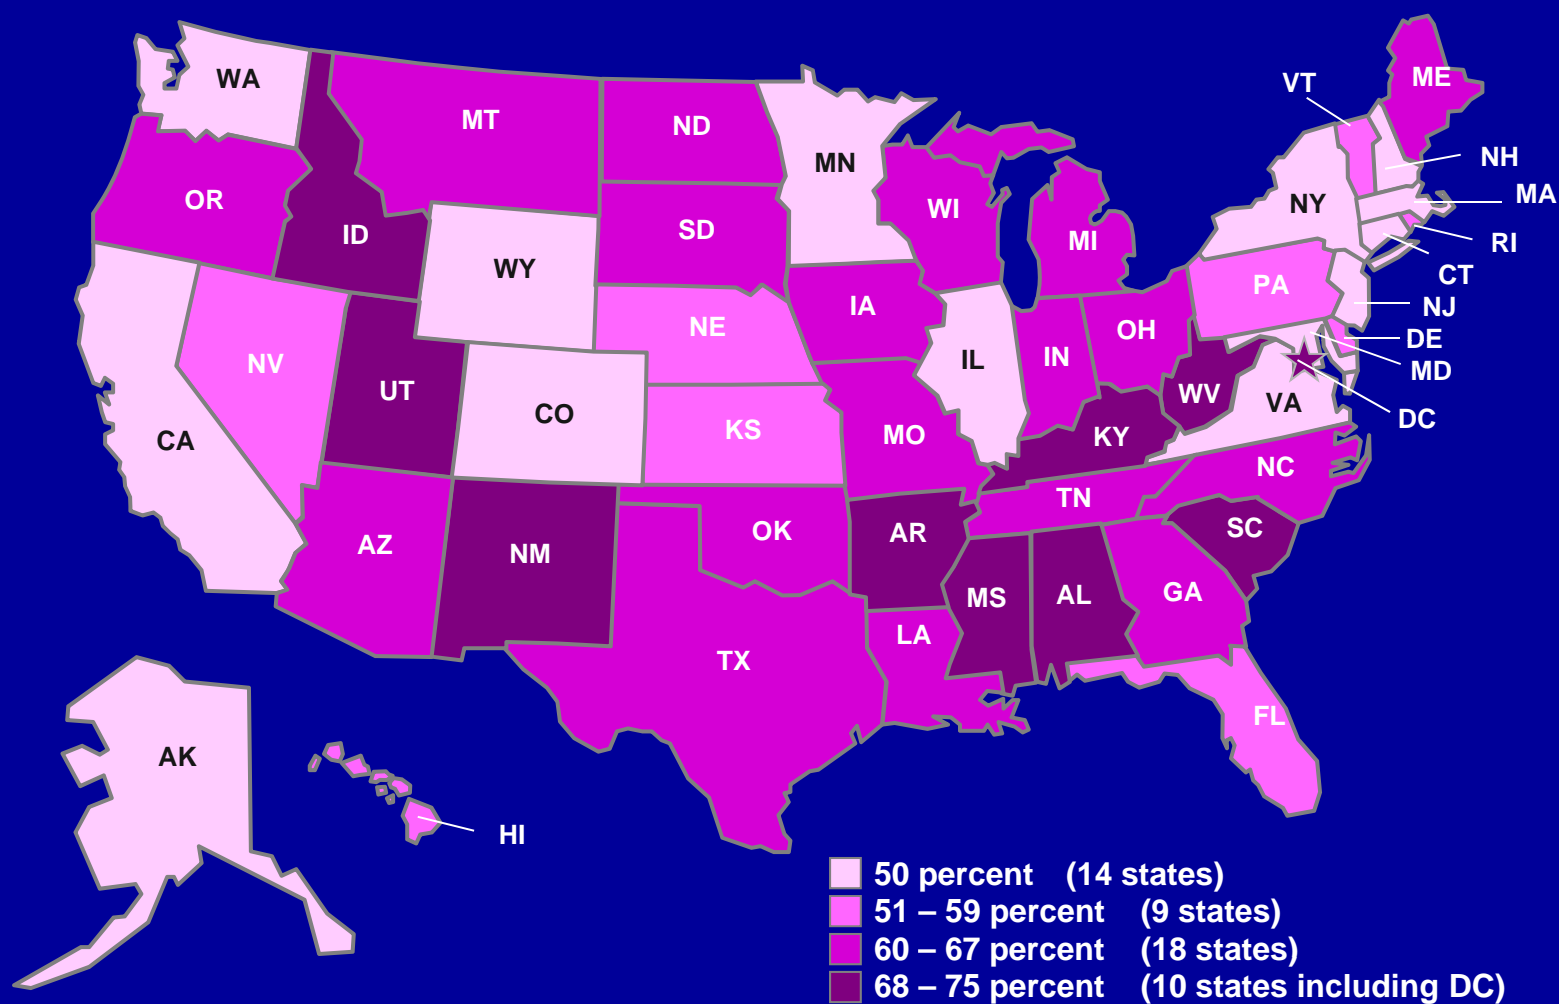 WA
MT
ND
MN
VT
ME
OR
ID
WY
SD
WI
MI
NY
NH
MA
RI
CT
NJ
DE
MD
DC
NV
UT
CO
NE
IA
IL
IN
OH
PA
WV
VA
CA
KS
MO
KY
NC
TN
AZ
NM
OK
AR
SC
MS
AL
GA
TX
LA
FL
AK
HI
50 percent (14 states)
51 – 59 percent (9 states)
60 – 67 percent (18 states)
68 – 75 percent (10 states including DC)